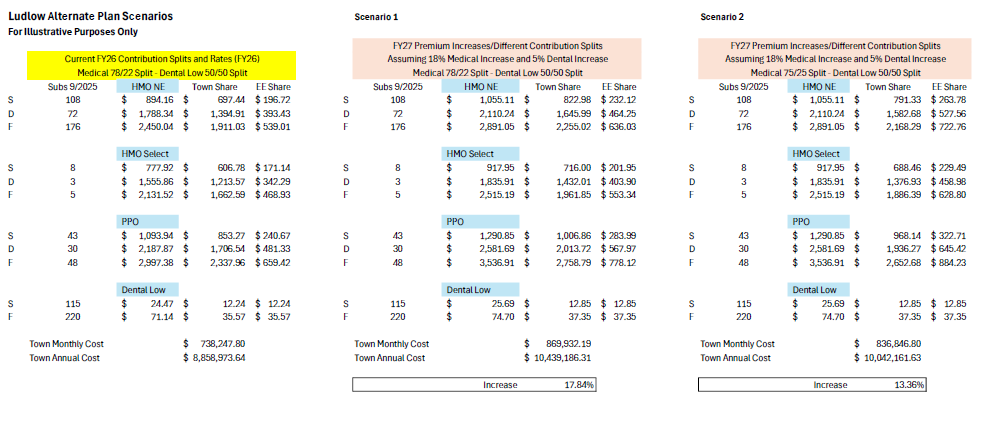 Ludlow Alternate Plan Scenarios
For Illustrative Purposes Only
Current FY26 Contribution Splits and Rates (FY26)
Medical 78/22 Split - Dental Low 50/50 Split
Subs 9/2025 HMO NE Town Share EE Share
S 108 $ 894.16 $ 697.44 $ 196.72
D 72 $ 1,788.34 $ 1,394.91 $ 393.43
F 176 $ 2,450.04 $ 1,911.03 $ 539.01
HMO Select
S 8 $ 777.92 $ 606.78 $ 171.14
D 3 $ 1,555.86 $ 1,213.57 $ 342.29
F 5 $ 2,131.52 $ 1,662.59 $ 468.93
PPO
S 43 $ 1,093.94 $ 853.27 $ 240.67
D 30 $ 2,187.87 $ 1,706.54 $ 481.33
F 48 $ 2,997.38 $ 2,337.96 $ 659.42
Dental Low
S 115 $ 24.47 $ 12.24 $ 12.24
F 220 $ 71.14 $ 35.57 $ 35.57
Town Monthly Cost $ 738,247.80
Town Annual Cost $ 8,858,973.64
Scenario 1
FY27 Premium Increases/Different Contribution Splits
Assuming 18% Medical Increase and 5% Dental Increase
Medical 78/22 Split - Dental Low 50/50 Split
Subs 9/2025 HMO NE Town Share EE Share
S 108 $ 1,055.11 $ 822.98 $ 232.12
D 72 $ 2,110.24 $ 1,645.99 $ 464.25
F 176 $ 2,891.05 $ 2,255.02 $ 636.03
HMO Select
S 8 $ 917.95 $ 716.00 $ 201.95
D 3 $ 1,835.91 $ 1,432.01 $ 403.90
F 5 $ 2,515.19 $ 1,961.85 $ 553.34
PPO
S 43 $ 1,290.85 $ 1,006.86 $ 283.99
D 30 $ 2,581.69 $ 2,013.72 $ 567.97
F 48 $ 3,536.91 $ 2,758.79 $ 778.12
Dental Low
S 115 $ 25.69 $ 12.85 $ 12.85
F 220 $ 74.70 $ 37.35 $ 37.35
Town Monthly Cost $ 869,932.19
Town Annual Cost $ 10,439,186.31
Increase 17.84%
Scenario 2
FY27 Premium Increases/Different Contribution Splits
Assuming 18% Medical Increase and 5% Dental Increase
Medical 75/25 Split - Dental Low 50/50 Split
Subs 9/2025 HMO NE Town Share EE Share
S 108 $ 1,055.11 $ 791.33 $ 263.78
D 72 $ 2,110.24 $ 1,582.68 $ 527.56
F 176 $ 2,891.05 $ 2,168.29 $ 722.76
HMO Select
S 8 $ 917.95 $ 688.46 $ 229.49
D 3 $ 1,835.91 $ 1,376.93 $ 458.98
F 5 $ 2,515.19 $ 1,886.39 $ 628.80
PPO
S 43 $ 1,290.85 $ 968.14 $ 322.71
D 30 $ 2,581.69 $ 1,936.27 $ 645.42
F 48 $ 3,536.91 $ 2,652.68 $ 884.23
Dental Low
S 115 $ 25.69 $ 12.85 $ 12.85
F 220 $ 74.70 $ 37.35 $ 37.35
Town Monthly Cost $ 836,846.80
Town Annual Cost $ 10,042,161.63
Increase 13.36%